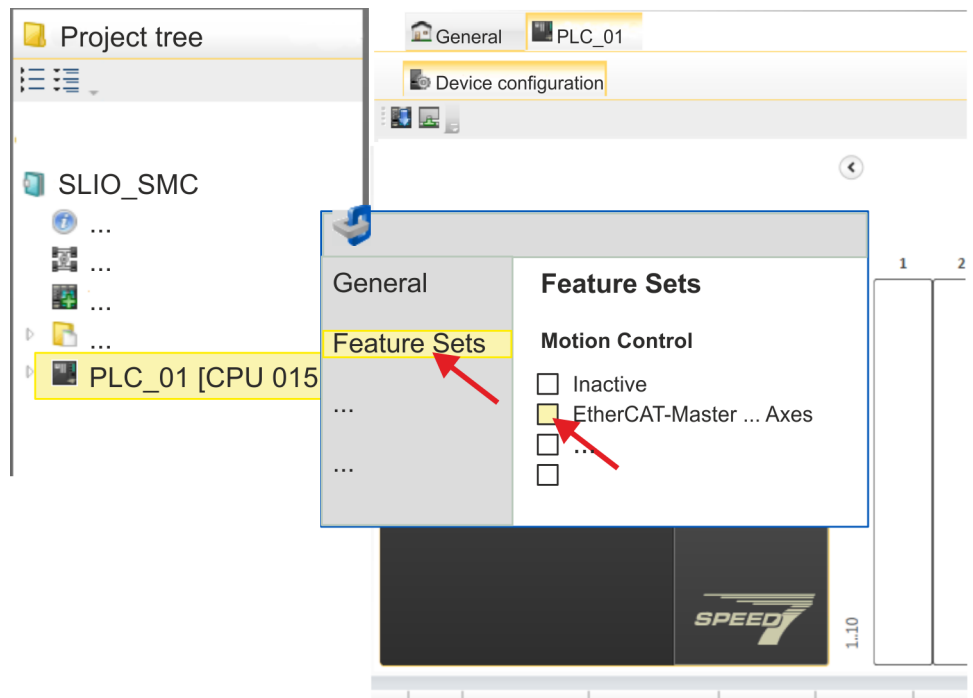 Project tree
SLIO_SMC
...
...
...
...
PLC_01 [CPU 015
General
PLC_01
Device configuration
General
Feature Sets
...
...
Feature Sets
Motion Control
Inactive
EtherCAT-Master ... Axes
...
1
2
SPEED7
1..10